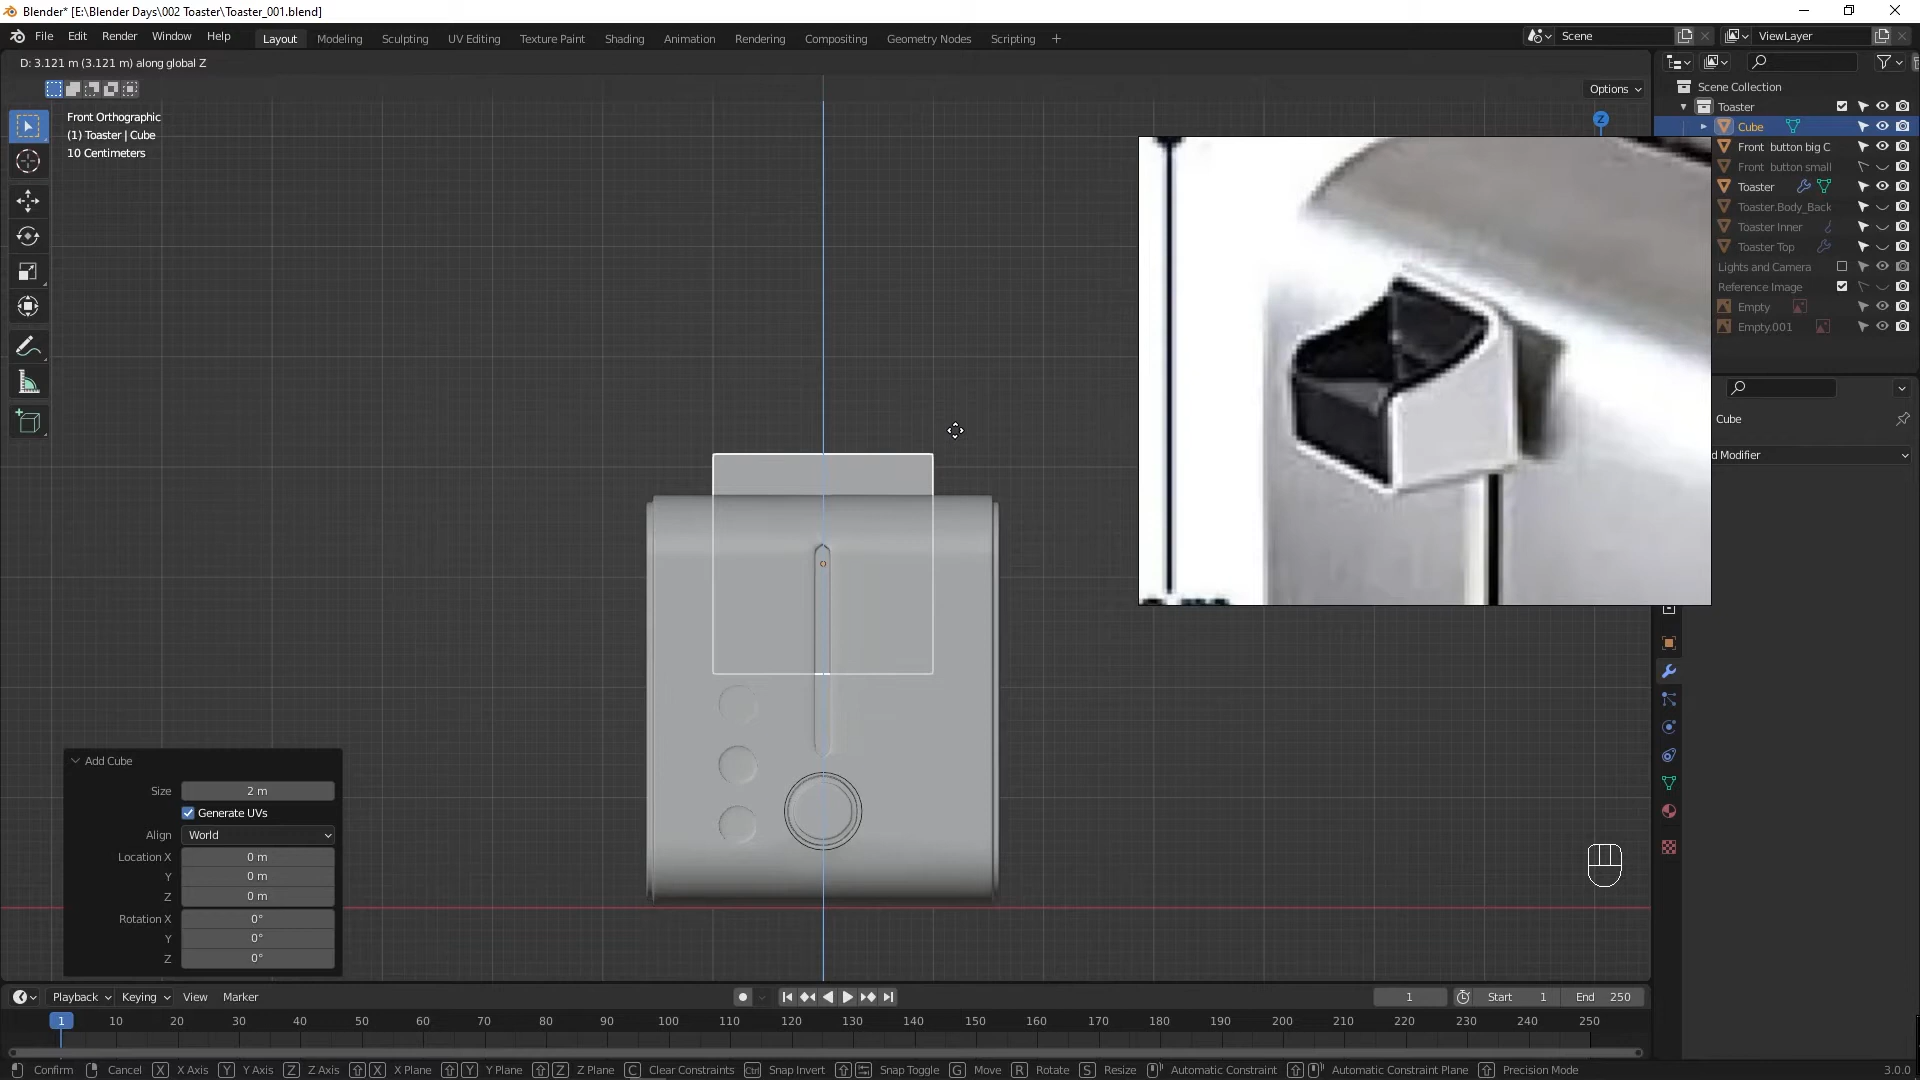 Blender* [E:\Blender Days\002 Toaster\Toaster_001.blend]
File Edit Render Window Help Layout Modeling Sculpting UV Editing Texture Paint Shading Animation Rendering Compositing Geometry Nodes Scripting + Scene ViewLayer
D: 3.121 m (3.121 m) along global Z
Options
Front Orthographic
(1) Toaster | Cube
10 Centimeters
Z
Scene Collection
Toaster
Cube
Front button big C
Front button small
Toaster
Toaster.Body_Back
Toaster Inner
Toaster Top
Lights and Camera
Reference Image
Empty
Empty.001
Cube
d Modifier
Add Cube
Size 2 m
Generate UVs
Align World
Location X 0 m
Y 0 m
Z 0 m
Rotation X 0°
Y 0°
Z 0°
Playback Keying View Marker 1 Start 1 End 250
1 10 20 30 40 50 60 70 80 90 100 110 120 130 140 150 160 170 180 190 200 210 220 230 240 250
Confirm Cancel X X Axis Y Y Axis Z Z Axis X X Plane Y Y Plane Z Z Plane C Clear Constraints Ctrl Snap Invert Snap Toggle G Move R Rotate S Resize Automatic Constraint Automatic Constraint Plane Precision Mode 3.0.0